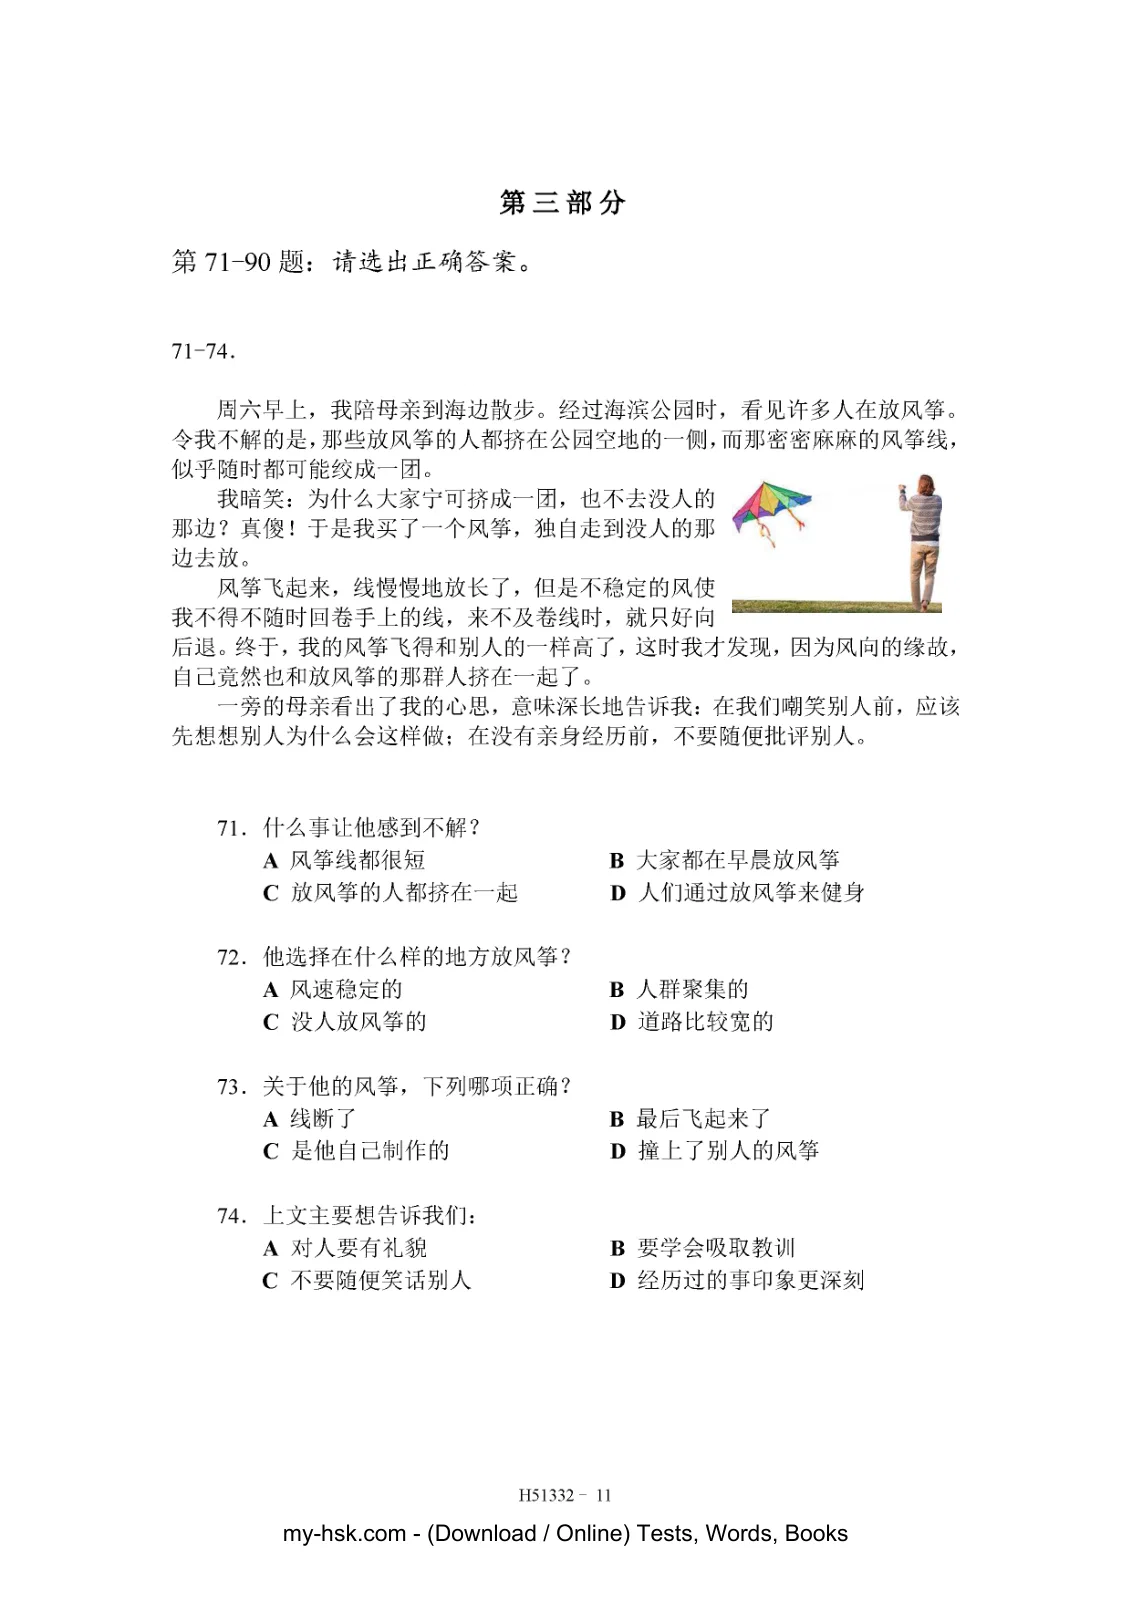 第三部分
第 71-90 题：请选出正确答案。
71-74．
周六早上，我陪母亲到海边散步。经过海滨公园时，看见许多人在放风筝。
令我不解的是，那些放风筝的人都挤在公园空地的一侧，而那密密麻麻的风筝线，
似乎随时都可能绞成一团。
我暗笑：为什么大家宁可挤成一团，也不去没人的
那边？真傻！于是我买了一个风筝，独自走到没人的那
边去放。
风筝飞起来，线慢慢地放长了，但是不稳定的风使
我不得不随时回卷手上的线，来不及卷线时，就只好向
后退。终于，我的风筝飞得和别人的一样高了，这时我才发现，因为风向的缘故，
自己竟然也和放风筝的那群人挤在一起了。
一旁的母亲看出了我的心思，意味深长地告诉我：在我们嘲笑别人前，应该
先想想别人为什么会这样做；在没有亲身经历前，不要随便批评别人。
71．什么事让他感到不解？
A 风筝线都很短 B 大家都在早晨放风筝
C 放风筝的人都挤在一起 D 人们通过放风筝来健身
72．他选择在什么样的地方放风筝？
A 风速稳定的 B 人群聚集的
C 没人放风筝的 D 道路比较宽的
73．关于他的风筝，下列哪项正确？
A 线断了 B 最后飞起来了
C 是他自己制作的 D 撞上了别人的风筝
74．上文主要想告诉我们：
A 对人要有礼貌 B 要学会吸取教训
C 不要随便笑话别人 D 经历过的事印象更深刻
H51332 - 11
my-hsk.com - (Download / Online) Tests, Words, Books